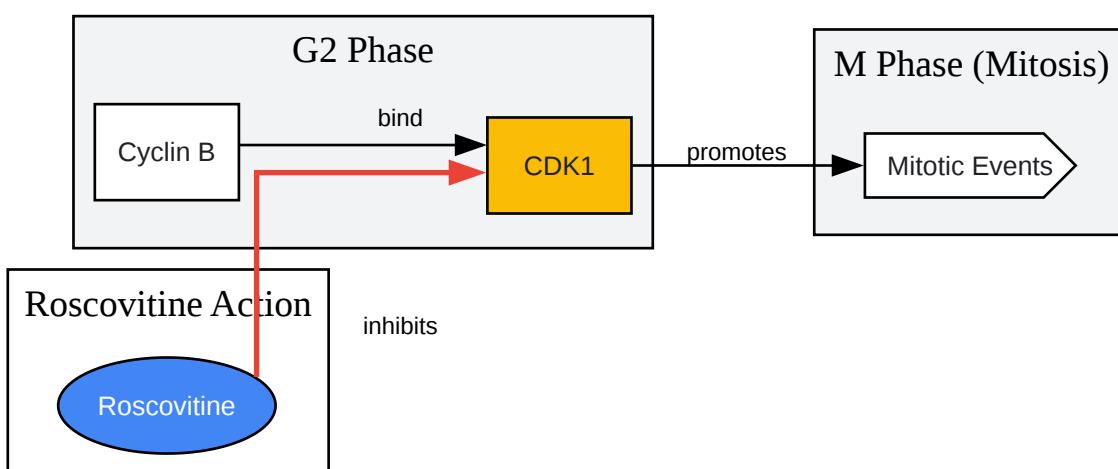 G2 Phase
M Phase (Mitosis)
bind
Cyclin B
CDK1
promotes
Mitotic Events
Roscovitine Action
inhibits
Roscovitine